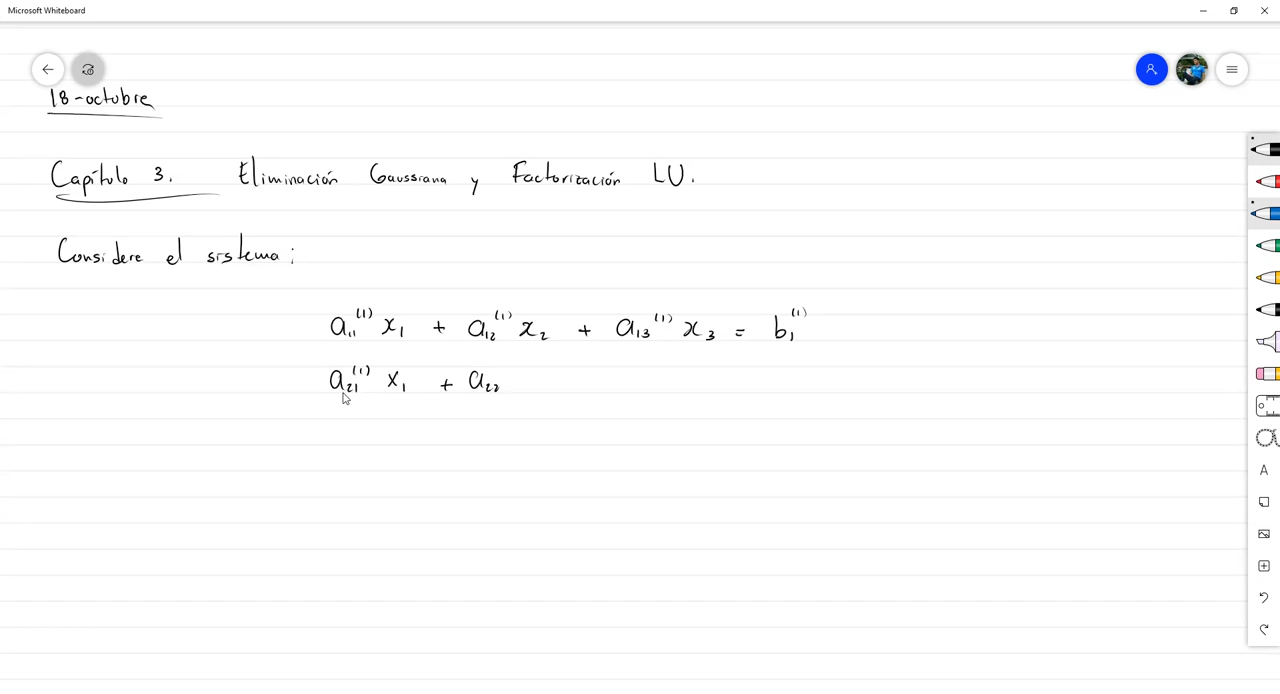 Microsoft Whiteboard
18-octubre
Capítulo 3. Eliminación Gaussiana y Factorización LU.
Considere el sistema;
a₁₁⁽¹⁾ x₁ + a₁₂⁽¹⁾ x₂ + a₁₃⁽¹⁾ x₃ = b₁⁽¹⁾
a₂₁⁽¹⁾ x₁ + a₂₂
A